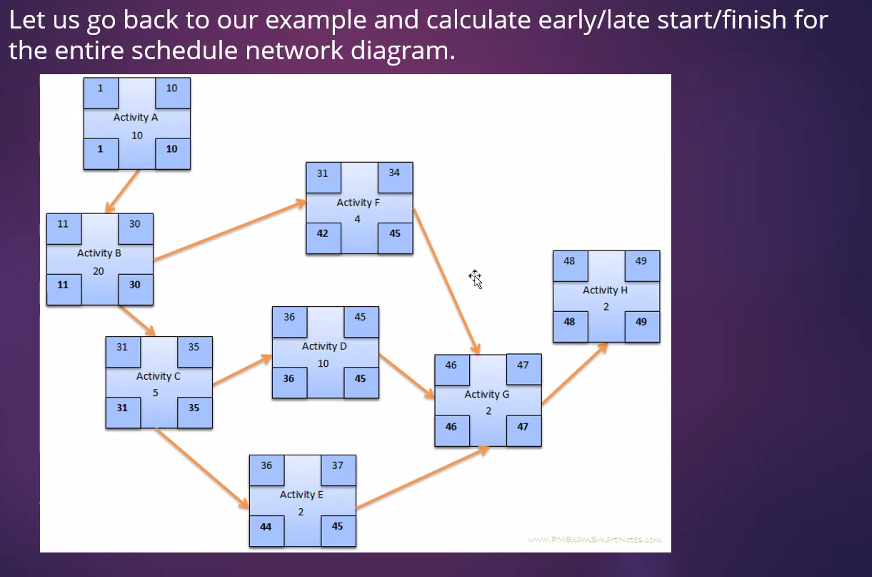 Let us go back to our example and calculate early/late start/finish for
the entire schedule network diagram.
1 10
Activity A
10
1 10
31 34
Activity F
4
42 45
11 30
Activity B
20
11 30
48 49
Activity H
2
48 49
36 45
Activity D
10
36 45
31 35
Activity C
5
31 35
46 47
Activity G
2
46 47
36 37
Activity E
2
44 45
www.PMExamSmartNotes.com